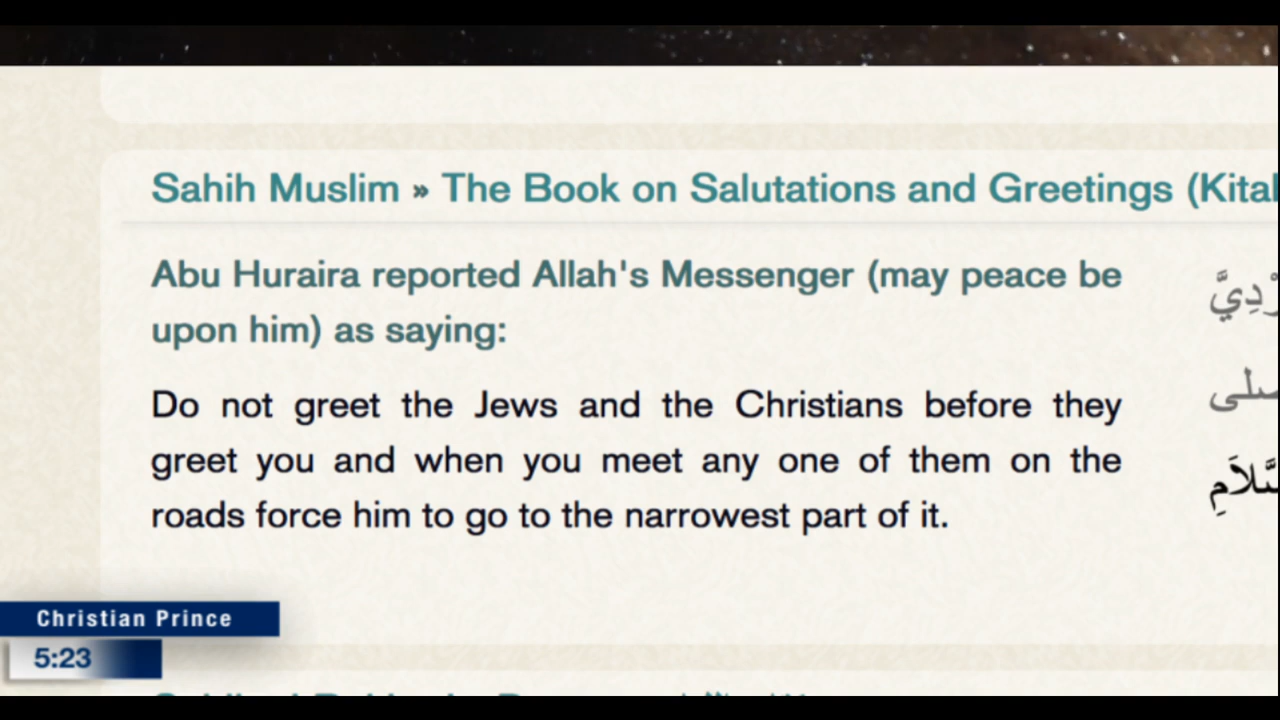 Sahih Muslim » The Book on Salutations and Greetings (Kita
Abu Huraira reported Allah's Messenger (may peace be
upon him) as saying:
Do not greet the Jews and the Christians before they
greet you and when you meet any one of them on the
roads force him to go to the narrowest part of it.
Christian Prince
5:23